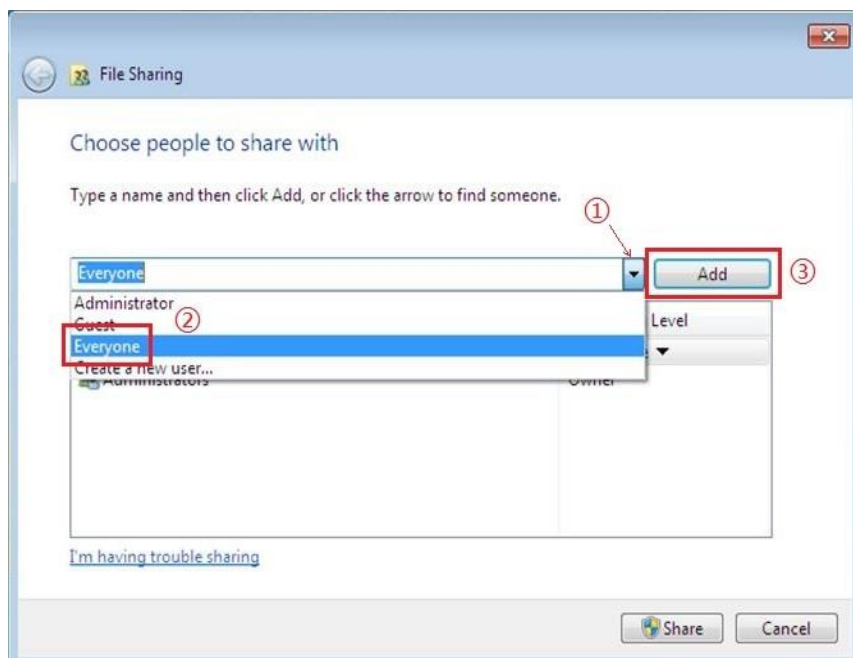 File Sharing
Choose people to share with
Type a name and then click Add, or click the arrow to find someone.
①
Everyone
Add
③
Administrator
Guest
②
Level
Everyone
Create a new user...
Administrators
Owner
I'm having trouble sharing
Share
Cancel